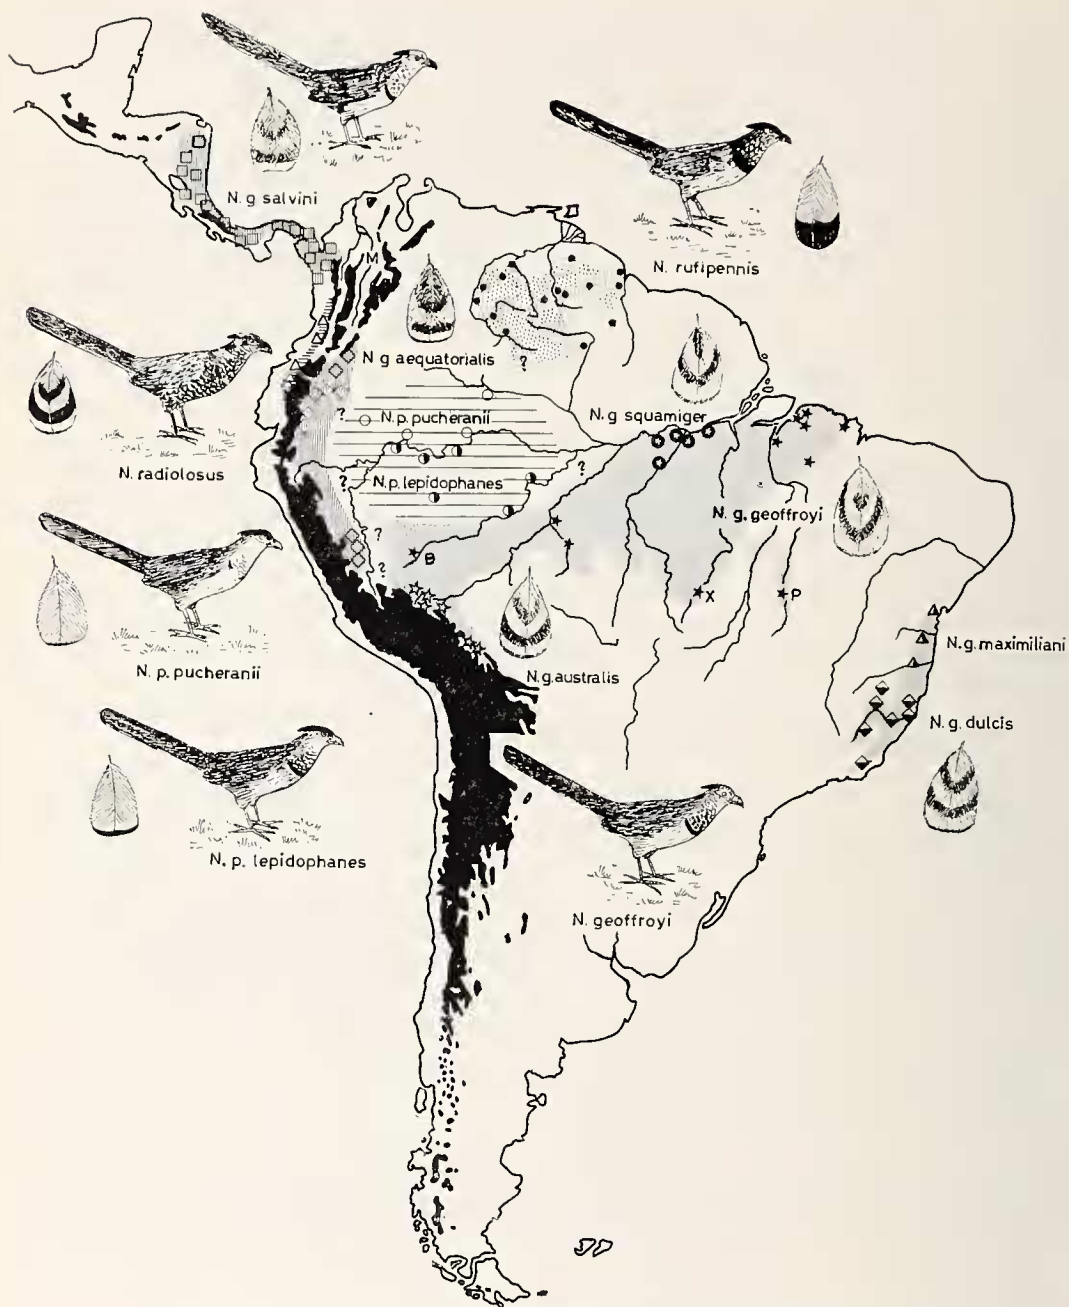 N. g salvini
N. rufipennis
M
N g aequatorialis
?
N. g squamiger
N. p. pucheranii
?
N. radiolosus
N. p. lepidophanes
?
?
N. g. geoffroyi
?
B
?
X
P
N. p. pucheranii
N. g. australis
N. g. maximiliani
N. g. dulcis
N. p. lepidophanes
N. geoffroyi